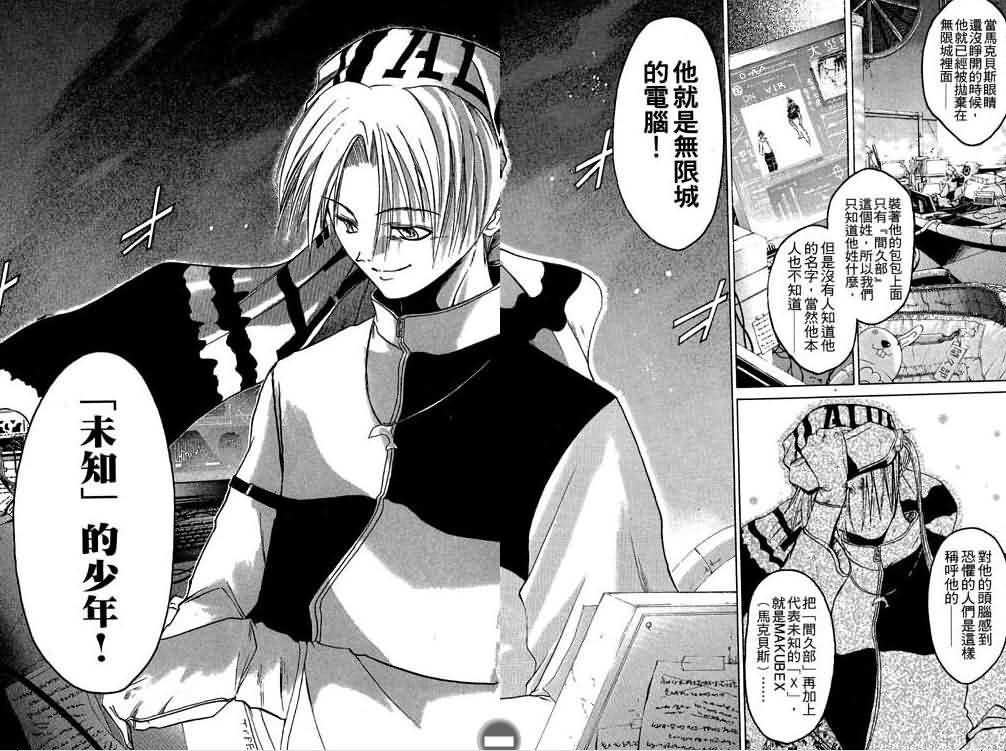 當馬克貝斯眼睛
還沒睜開的時候，
他就已經被拋棄在
無限城裡面——
裝著他的包包上面
只有『間久部』
這個姓，所以我們
只知道他姓什麼，
但是沒有人知道他
的名字，當然他本
人也不知道——
對他的頭腦感到
恐懼的人們是這樣
稱呼他的——
把「間久部」再加上
代表未知的「X」，
就是MAKUBEX
（馬克貝斯）……
他就是無限城
的電腦！
「未知」的少年！